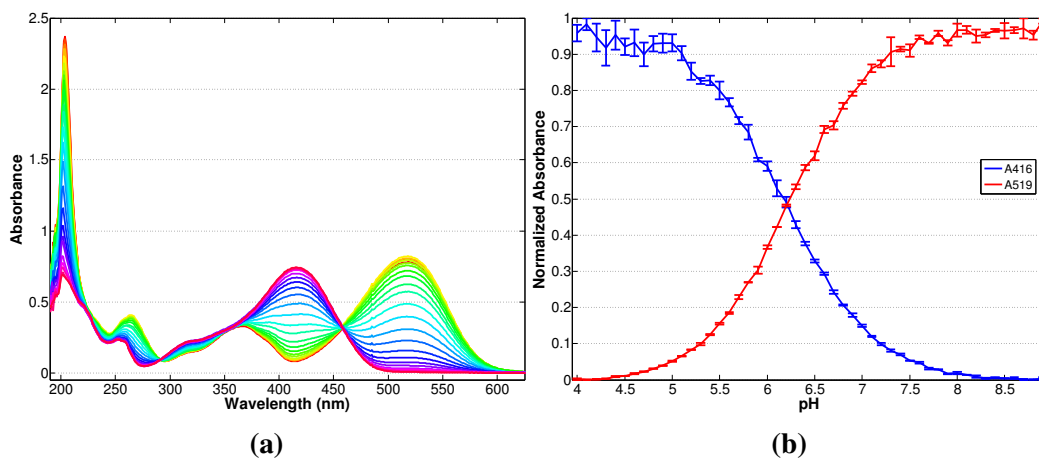 2.5
2
1.5
1
0.5
0
Absorbance
200 250 300 350 400 450 500 550 600
Wavelength (nm)
(a)
1
0.9
0.8
0.7
0.6
0.5
0.4
0.3
0.2
0.1
0
Normalized Absorbance
A416
A519
4 4.5 5 5.5 6 6.5 7 7.5 8 8.5
pH
(b)